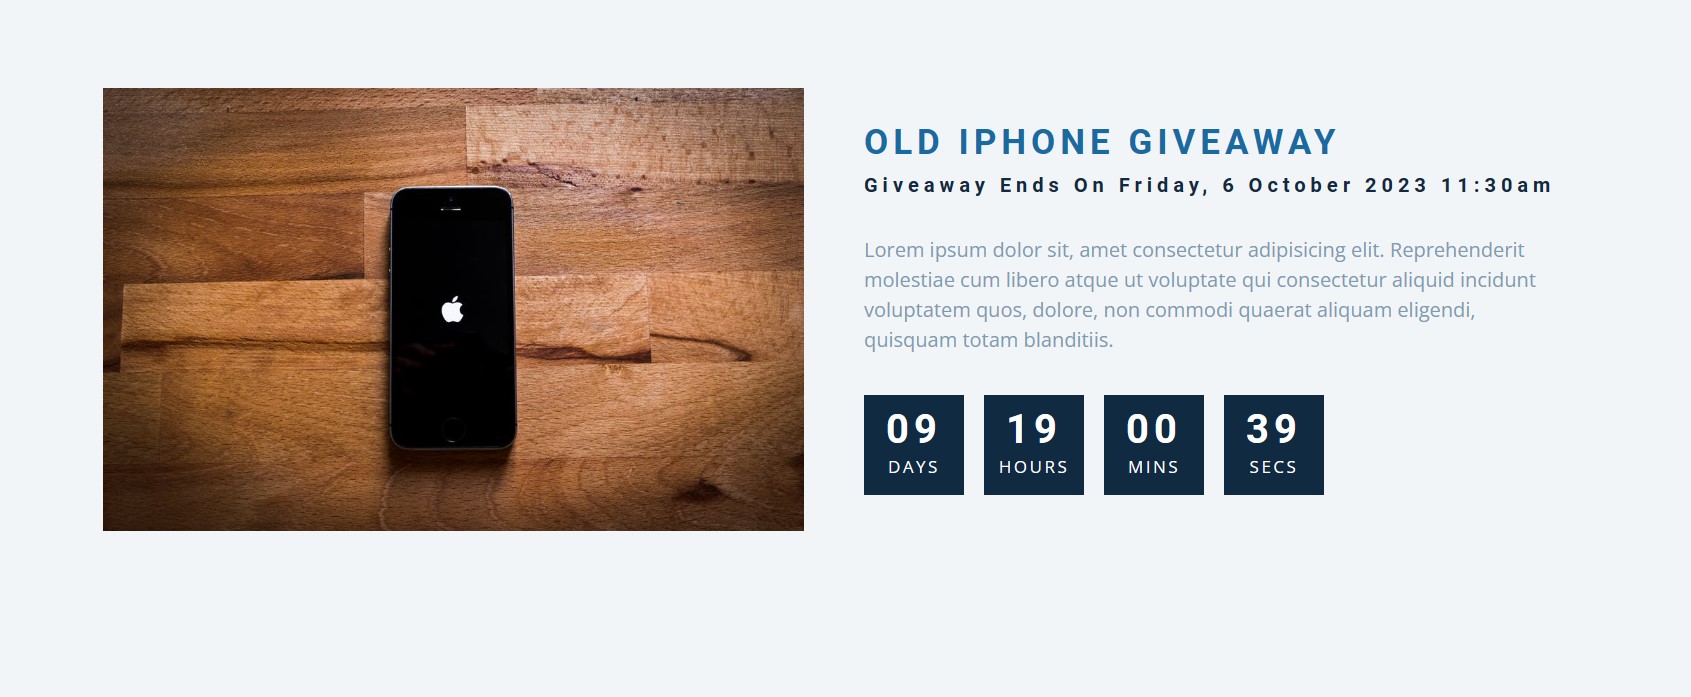 OLD IPHONE GIVEAWAY
Giveaway Ends On Friday, 6 October 2023 11:30am
Lorem ipsum dolor sit, amet consectetur adipisicing elit. Reprehenderit
molestiae cum libero atque ut voluptate qui consectetur aliquid incidunt
voluptatem quos, dolore, non commodi quaerat aliquam eligendi,
quisquam totam blanditiis.
09 19 00 39
DAYS HOURS MINS SECS